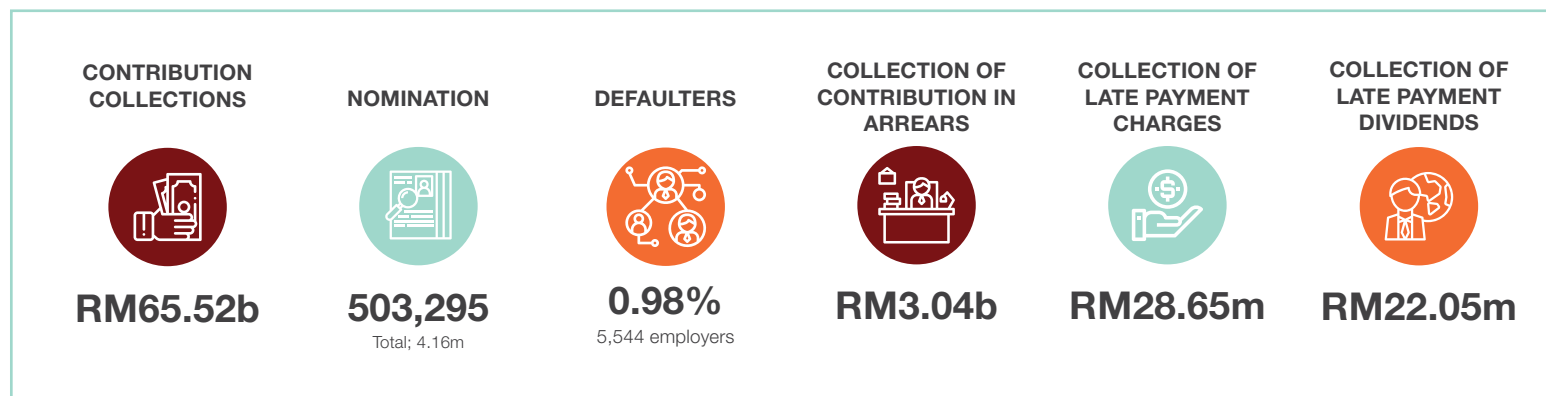 CONTRIBUTION
COLLECTIONS
RM65.52b
NOMINATION
503,295
Total; 4.16m
DEFAULTERS
0.98%
5,544 employers
COLLECTION OF
CONTRIBUTION IN
ARREARS
RM3.04b
COLLECTION OF
LATE PAYMENT
CHARGES
$
RM28.65m
COLLECTION OF
LATE PAYMENT
DIVIDENDS
RM22.05m